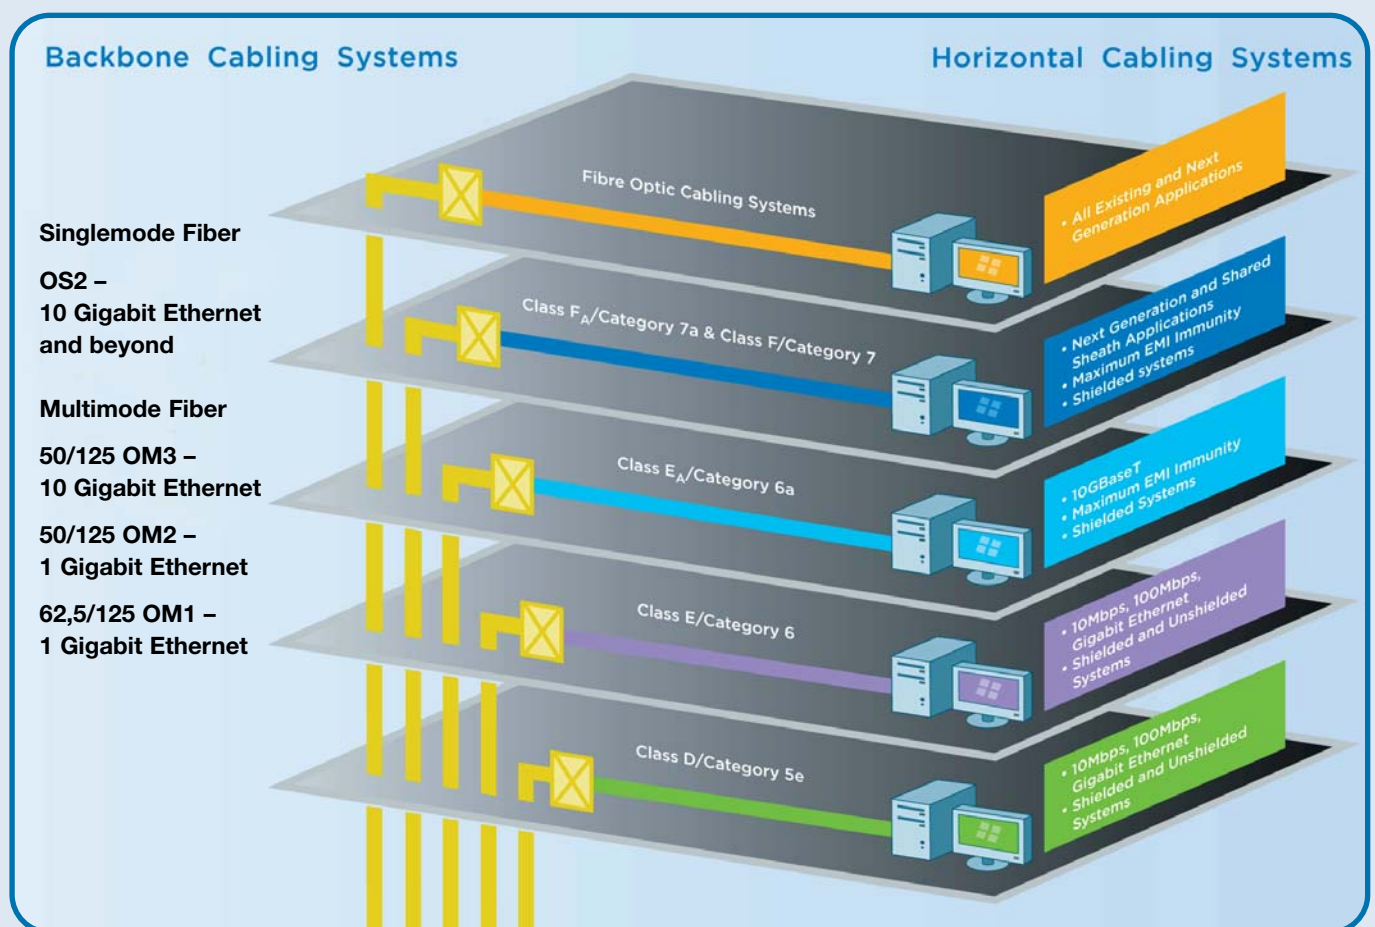 Backbone Cabling Systems
Horizontal Cabling Systems
Singlemode Fiber
OS2 –
10 Gigabit Ethernet
and beyond
Multimode Fiber
50/125 OM3 –
10 Gigabit Ethernet
50/125 OM2 –
1 Gigabit Ethernet
62,5/125 OM1 –
1 Gigabit Ethernet
Fibre Optic Cabling Systems
• All Existing and Next
Generation Applications
Class FA/Category 7a & Class F/Category 7
• Next Generation and Shared
Sheath Applications
• Maximum EMI Immunity
• Shielded systems
Class EA/Category 6a
• 10GBaseT
• Maximum EMI Immunity
• Shielded Systems
Class E/Category 6
• 10Mbps, 100Mbps,
Gigabit Ethernet
• Shielded and Unshielded
Systems
Class D/Category 5e
• 10Mbps, 100Mbps,
Gigabit Ethernet
• Shielded and Unshielded
Systems